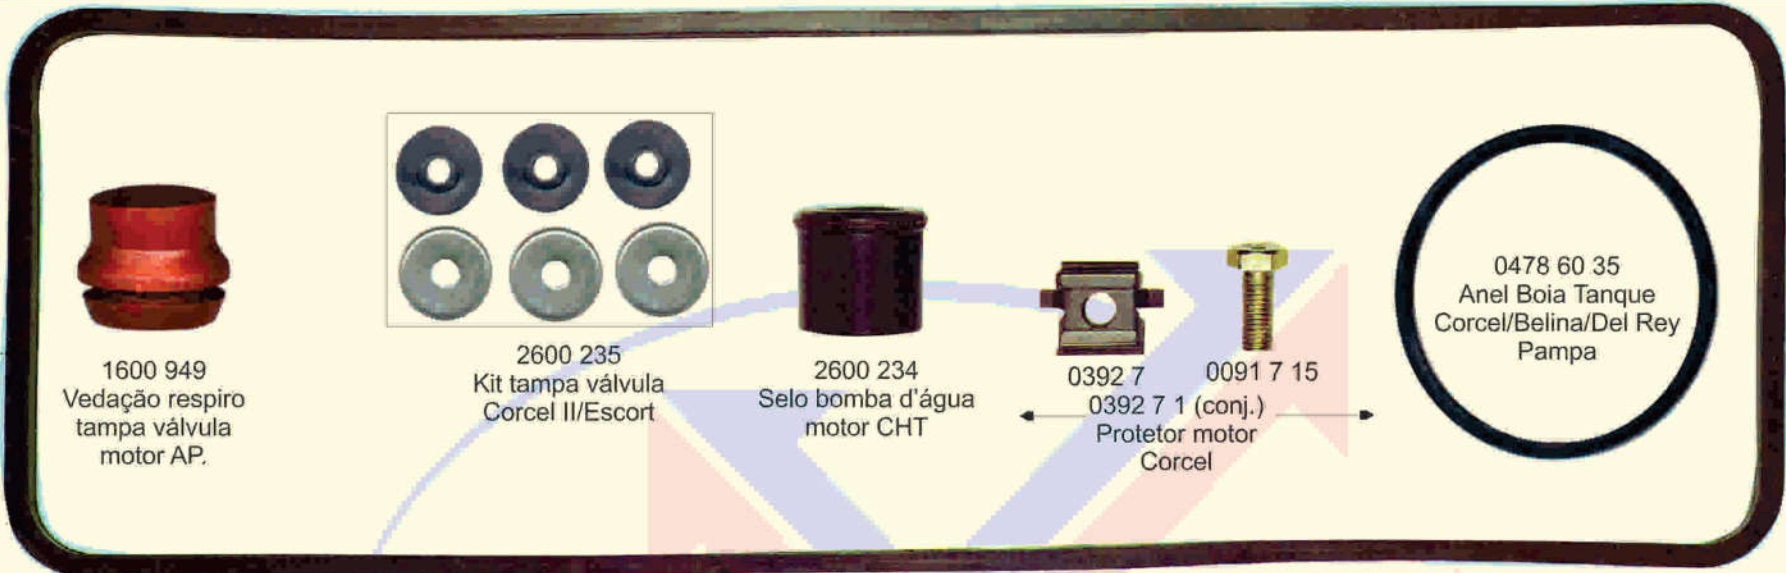 1600 949
Vedação respiro
tampa válvula
motor AP.
2600 235
Kit tampa válvula
Corcel II/Escort
2600 234
Selo bomba d'água
motor CHT
0392 7
0091 7 15
0392 7 1 (conj.)
Protetor motor
Corcel
0478 60 35
Anel Boia Tanque
Corcel/Belina/Del Rey
Pampa